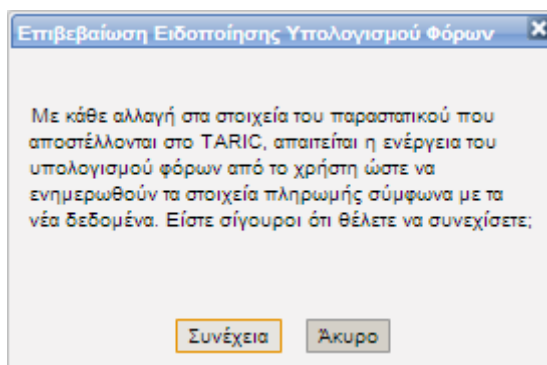 Επιβεβαίωση Ειδοποίησης Υπολογισμού Φόρων
Με κάθε αλλαγή στα στοιχεία του παραστατικού που
αποστέλλονται στο TARIC, απαιτείται η ενέργεια του
υπολογισμού φόρων από το χρήστη ώστε να
ενημερωθούν τα στοιχεία πληρωμής σύμφωνα με τα
νέα δεδομένα. Είστε σίγουροι ότι θέλετε να συνεχίσετε;
Συνέχεια Άκυρο